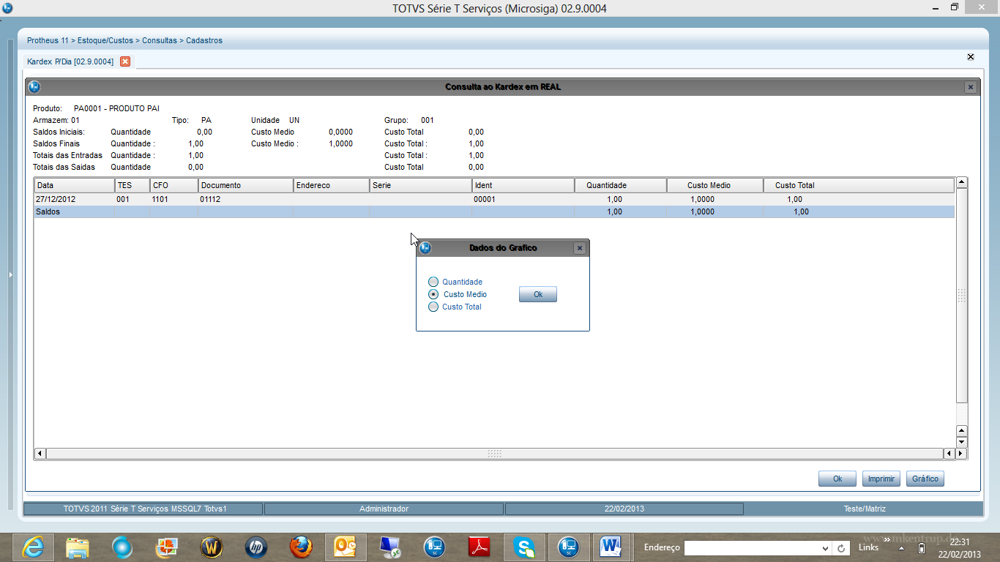 TOTVS Série T Serviços (Microsiga) 02.9.0004
Protheus 11 > Estoque/Custos > Consultas > Cadastros
Kardex P/Dia [02.9.0004]
Consulta ao Kardex em REAL
Produto: PA0001 - PRODUTO PAI
Armazem: 01 Tipo: PA Unidade UN Grupo: 001
Saldos Iniciais: Quantidade 0,00 Custo Medio 0,0000 Custo Total 0,00
Saldos Finais Quantidade : 1,00 Custo Medio : 1,0000 Custo Total : 1,00
Totais das Entradas Quantidade : 1,00 Custo Total : 1,00
Totais das Saidas Quantidade 0,00 Custo Total 0,00
Data TES CFO Documento Endereco Serie Ident Quantidade Custo Medio Custo Total
27/12/2012 001 1101 01112 00001 1,00 1,0000 1,00
Saldos 1,00 1,0000 1,00
Dados do Grafico
Quantidade
Custo Medio Ok
Custo Total
Ok Imprimir Gráfico
TOTVS 2011 Série T Serviços MSSQL7 Totvs1 Administrador 22/02/2013 Teste/Matriz
Endereço Links 22:31
22/02/2013